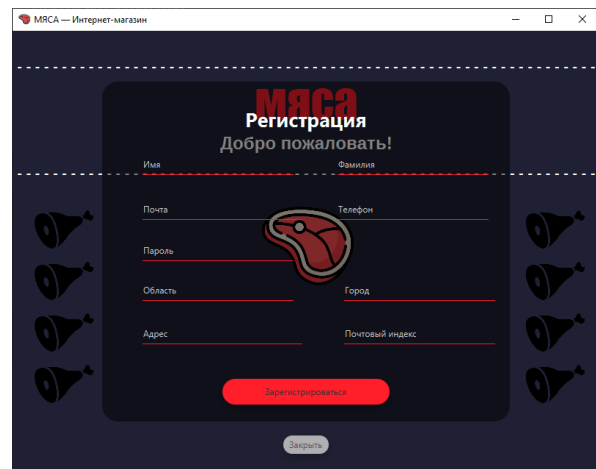 МЯСА — Интернет-магазин
мяса
Регистрация
Добро пожаловать!
Имя Фамилия
Почта Телефон
Пароль
Область Город
Адрес Почтовый индекс
Зарегистрироваться
Закрыть